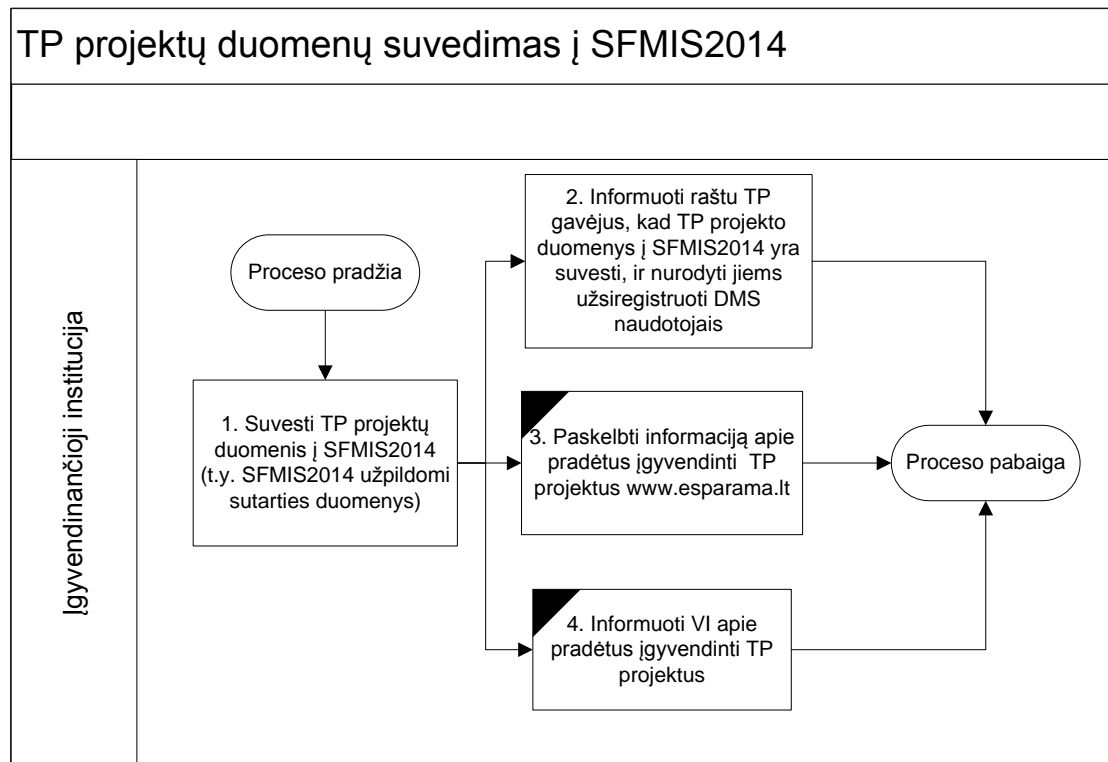 TP projektų duomenų suvedimas į SFMIS2014
Įgyvendinančioji institucija
Proceso pradžia
1. Suvesti TP projektų
duomenis į SFMIS2014
(t.y. SFMIS2014 užpildomi
sutarties duomenys)
2. Informuoti raštu TP
gavėjus, kad TP projekto
duomenys į SFMIS2014 yra
suvesti, ir nurodyti jiems
užsiregistruoti DMS
naudotojais
3. Paskelbti informaciją apie
pradėtus įgyvendinti TP
projektus www.esparama.lt
4. Informuoti VI apie
pradėtus įgyvendinti TP
projektus
Proceso pabaiga